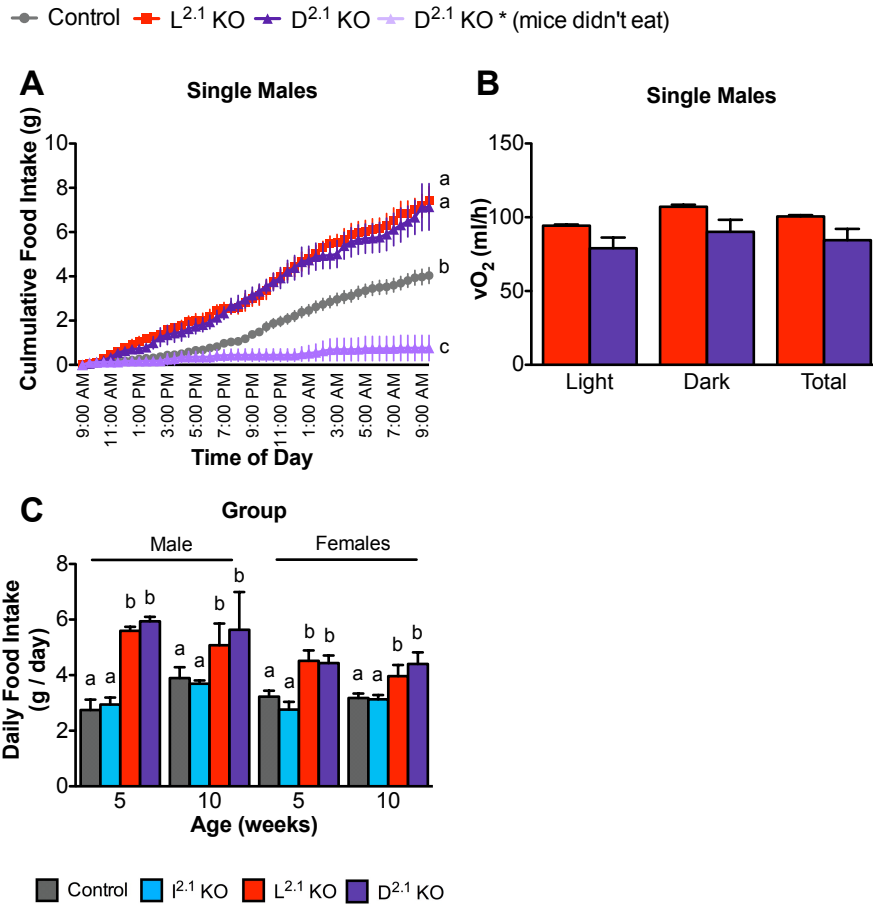 Control L2.1 KO D2.1 KO D2.1 KO * (mice didn't eat)
A
Single Males
Culmulative Food Intake (g)
10
8
6
4
2
0
a
a
b
c
9:00 AM
11:00 AM
1:00 PM
3:00 PM
5:00 PM
7:00 PM
9:00 PM
11:00 PM
1:00 AM
3:00 AM
5:00 AM
7:00 AM
9:00 AM
Time of Day
B
Single Males
vO2 (ml/h)
150
100
50
0
Light Dark Total
C
Group
Male Females
Daily Food Intake
(g / day)
8
6
4
2
0
a a b b a a b b a a b b a a b b
5 10 5 10
Age (weeks)
Control I2.1 KO L2.1 KO D2.1 KO